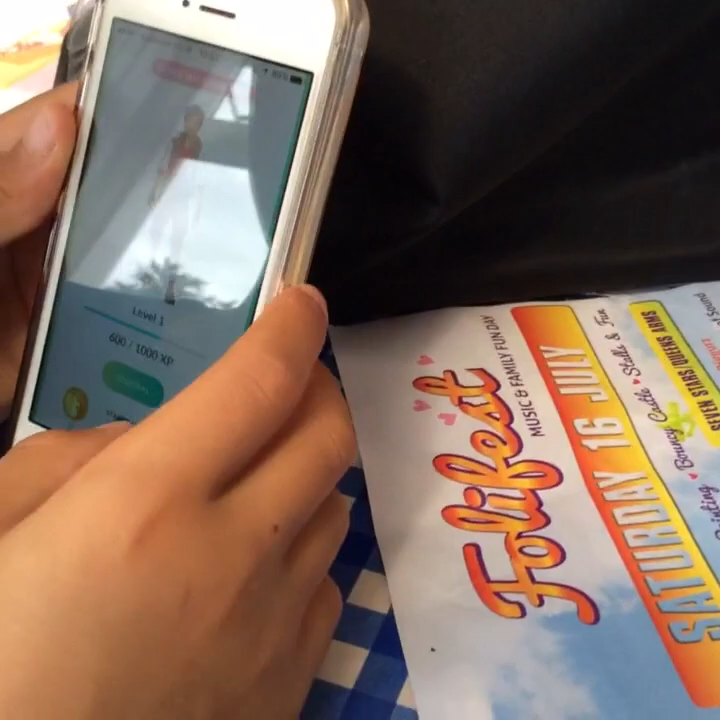 Level 1
600 / 1000 XP
Folifest
MUSIC & FAMILY FUN DAY
SATURDAY 16 JULY
Bouncy Castle ♥ Stalls & Fun
SEVEN STARS QUEENS ARMS